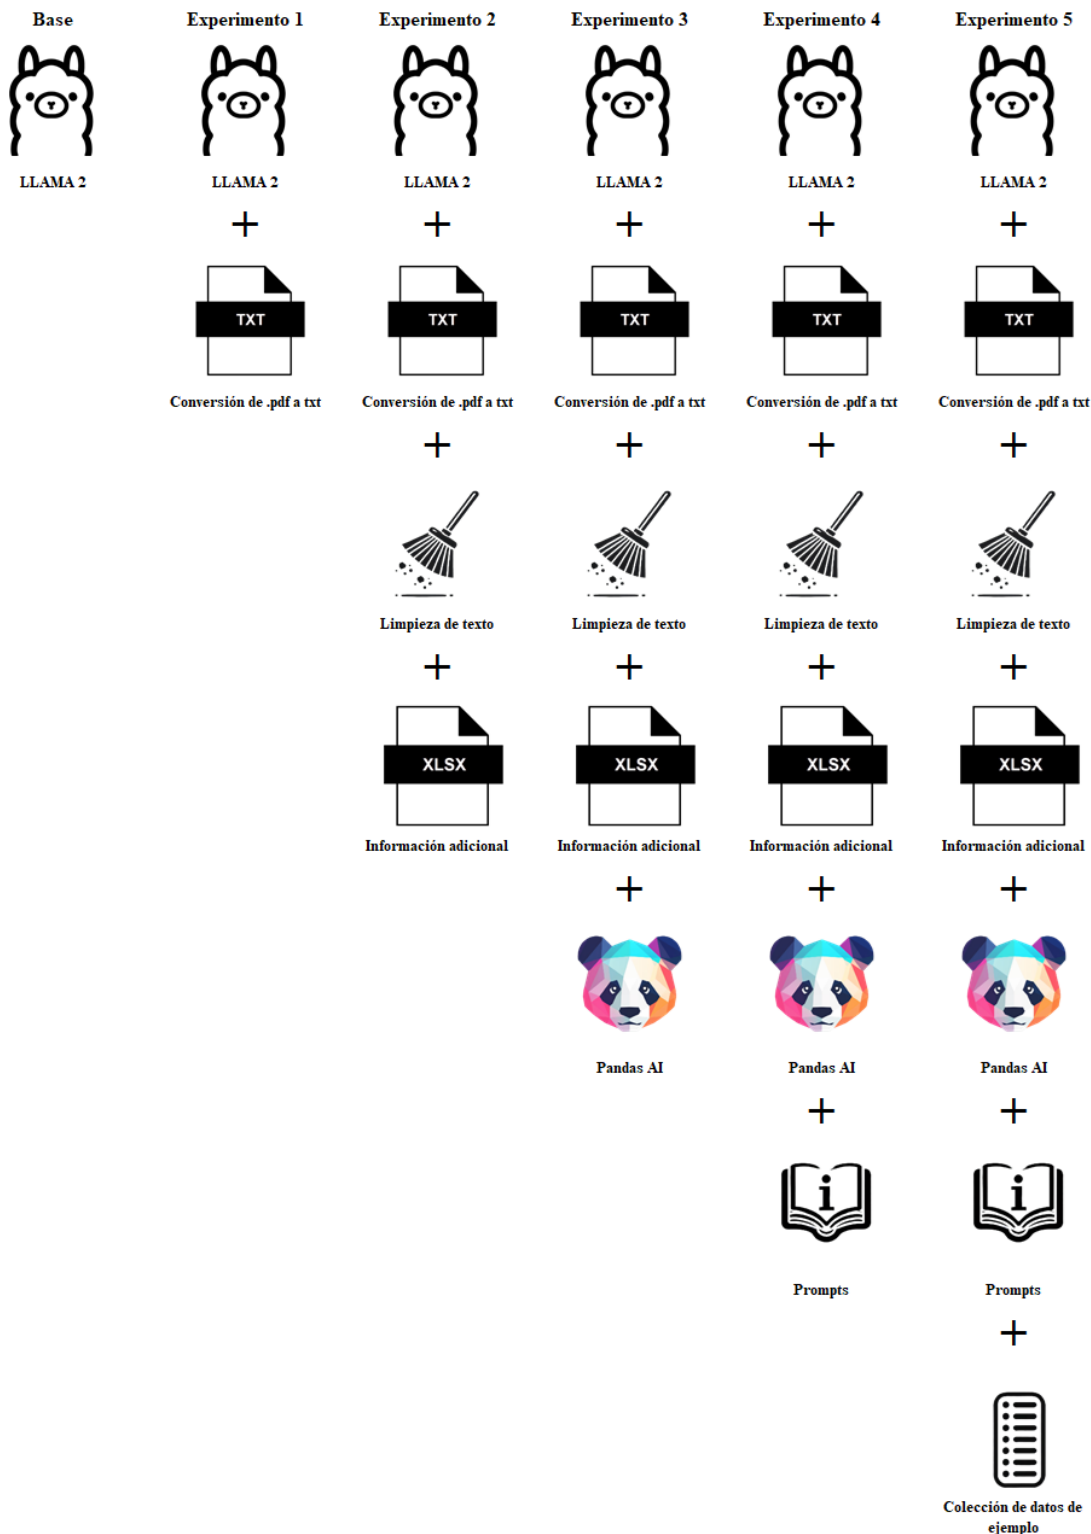 Base Experimento 1 Experimento 2 Experimento 3 Experimento 4 Experimento 5
LLAMA 2 LLAMA 2 LLAMA 2 LLAMA 2 LLAMA 2 LLAMA 2
+ + + + +
TXT TXT TXT TXT TXT
Conversión de .pdf a txt Conversión de .pdf a txt Conversión de .pdf a txt Conversión de .pdf a txt Conversión de .pdf a txt
+ + + +
Limpieza de texto Limpieza de texto Limpieza de texto Limpieza de texto
+ + + +
XLSX XLSX XLSX XLSX
Información adicional Información adicional Información adicional Información adicional
+ + +
Pandas AI Pandas AI Pandas AI
+ +
i i
Prompts Prompts
+
Colección de datos de
ejemplo